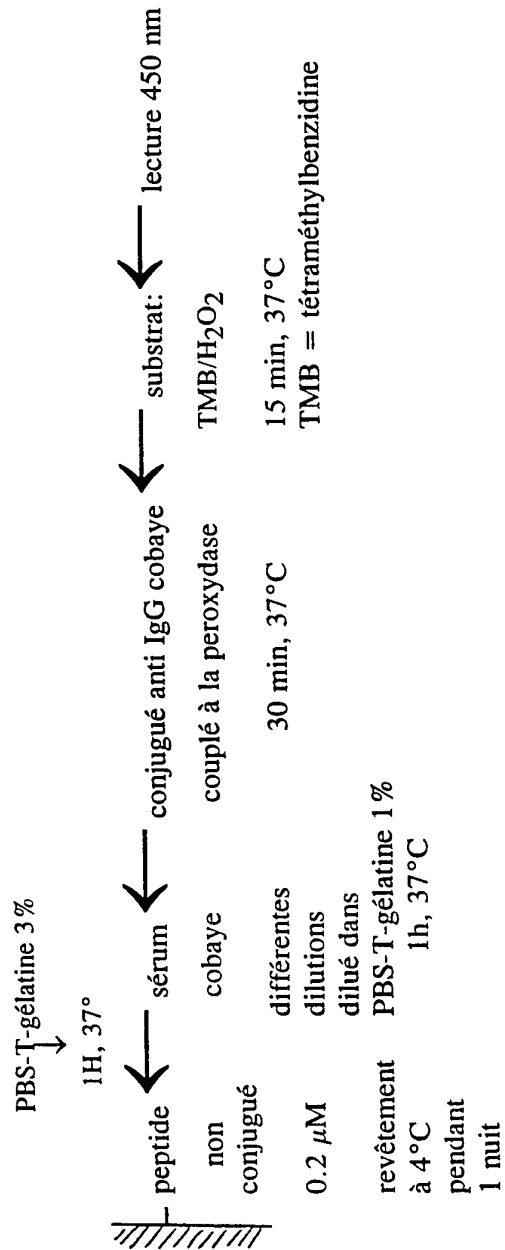 PBS-T-gélatine 3%
1H, 37°
peptide
non
conjugué
0.2 μM
revêtement
à 4°C
pendant
1 nuit
sérum
cobaye
différentes
dilutions
dilué dans
PBS-T-gélatine 1%
1h, 37°C
conjugué anti IgG cobaye
couplé à la peroxydase
30 min, 37°C
substrat:
TMB/H₂O₂
15 min, 37°C
TMB = tétraméthylbenzidine
lecture 450 nm